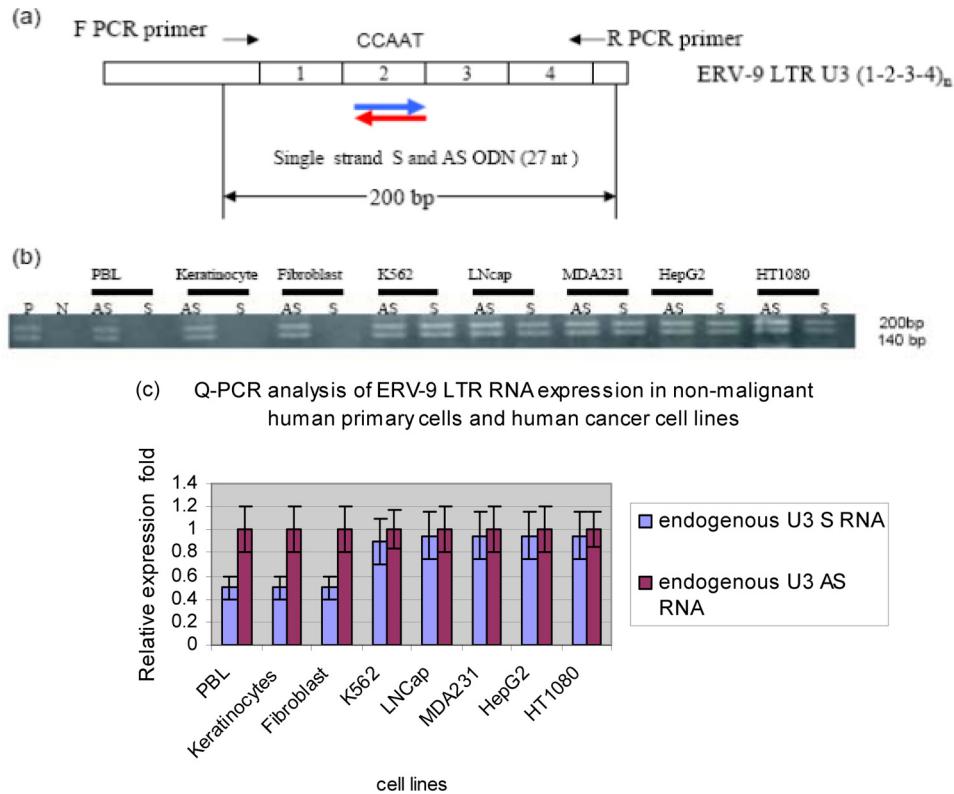 (a)
F PCR primer
CCAAT
R PCR primer
1 2 3 4
ERV-9 LTR U3 (1-2-3-4)n
Single strand S and AS ODN (27 nt )
200 bp
(b)
PBL Keratinocyte Fibroblast K562 LNcap MDA231 HepG2 HT1080
P N AS S AS S AS S AS S AS S AS S AS S AS S
200bp
140 bp
(c) Q-PCR analysis of ERV-9 LTR RNA expression in non-malignant
human primary cells and human cancer cell lines
Relative expression fold
1.4
1.2
1
0.8
0.6
0.4
0.2
0
endogenous U3 S RNA
endogenous U3 AS
RNA
PBL
Keratinocytes
Fibroblast
K562
LNCap
MDA231
HepG2
HT1080
cell lines